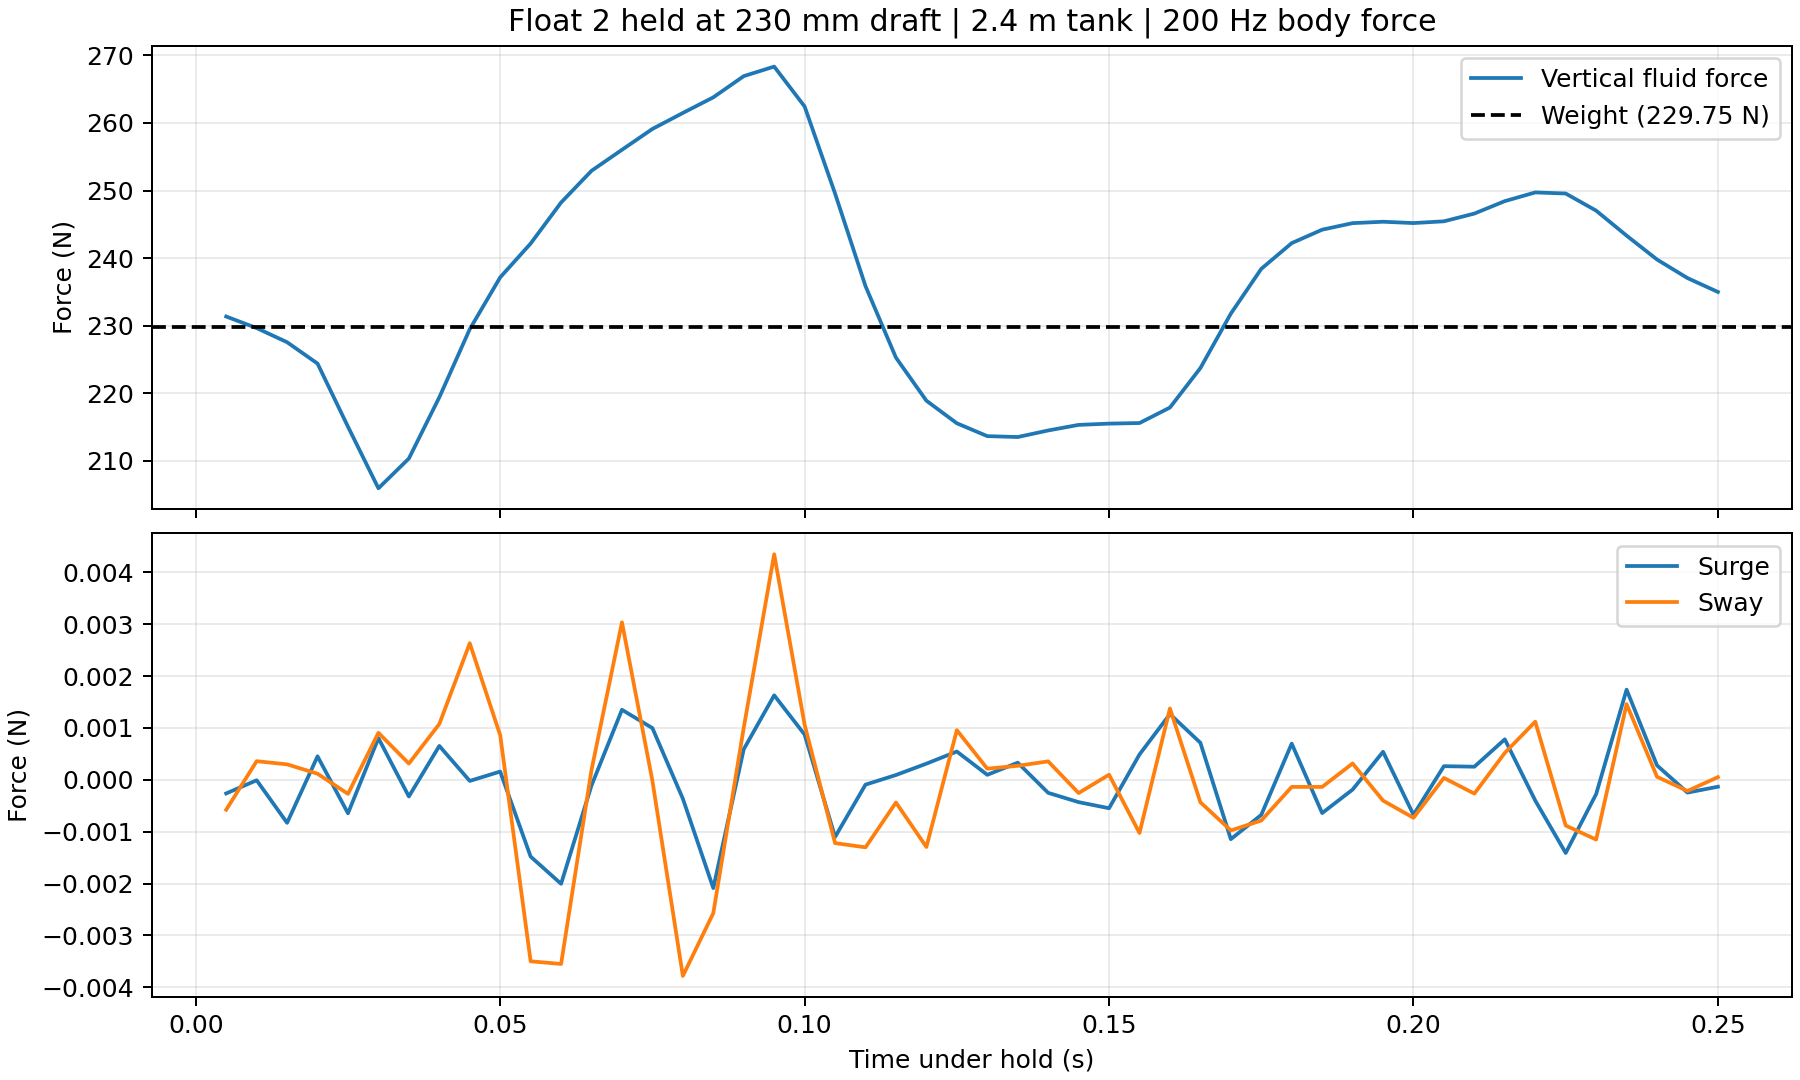 Float 2 held at 230 mm draft | 2.4 m tank | 200 Hz body force
270
260
250
240
230
220
210
Force (N)
Vertical fluid force
Weight (229.75 N)
0.004
0.003
0.002
0.001
0.000
−0.001
−0.002
−0.003
−0.004
Force (N)
Surge
Sway
0.00
0.05
0.10
0.15
0.20
0.25
Time under hold (s)